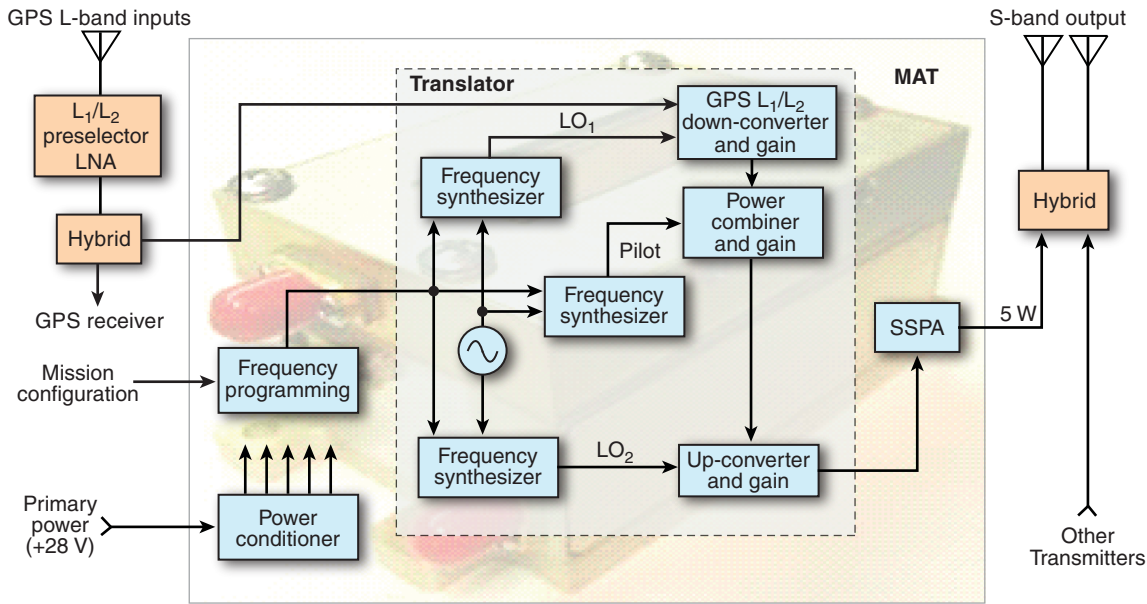 GPS L-band inputs
S-band output
Translator
MAT
L₁/L₂
preselector
LNA
LO₁
GPS L₁/L₂
down-converter
and gain
Frequency
synthesizer
Power
combiner
and gain
Hybrid
Hybrid
Pilot
GPS receiver
Frequency
synthesizer
SSPA
5 W
Mission
configuration
Frequency
programming
Frequency
synthesizer
LO₂
Up-converter
and gain
Primary
power
(+28 V)
Power
conditioner
Other
Transmitters